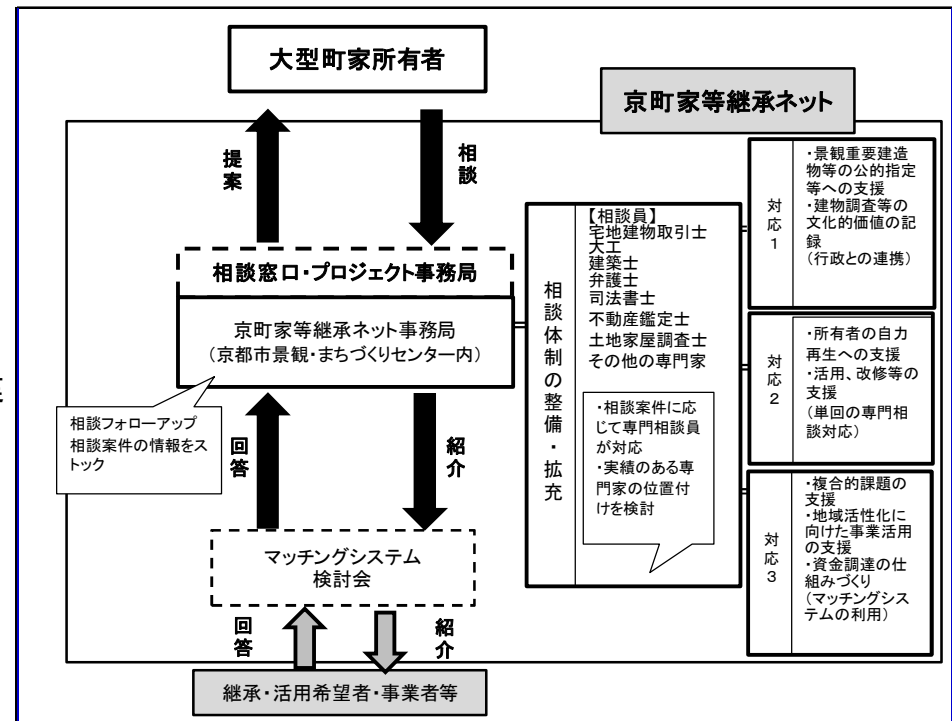 大型町家所有者
京町家等継承ネット
提案
相談
相談窓口・プロジェクト事務局
京町家等継承ネット事務局
(京都市景観・まちづくりセンター内)
相談フォローアップ
相談案件の情報をス
トック
回答
紹介
マッチングシステム
検討会
回答
紹介
継承・活用希望者・事業者等
相談体制の整備・拡充
【相談員】
宅地建物取引士
大工
建築士
弁護士
司法書士
不動産鑑定士
土地家屋調査士
その他の専門家
・相談案件に応
じて専門相談員
が対応
・実績のある専
門家の位置付
けを検討
対応1
・景観重要建造
物等の公的指定
等への支援
・建物調査等の
文化的価値の記
録
(行政との連携)
対応2
・所有者の自力
再生への支援
・活用、改修等の
支援
(単回の専門相
談対応)
対応3
・複合的課題の
支援
・地域活性化に
向けた事業活用
の支援
・資金調達の仕
組みづくり
(マッチングシス
テムの利用)